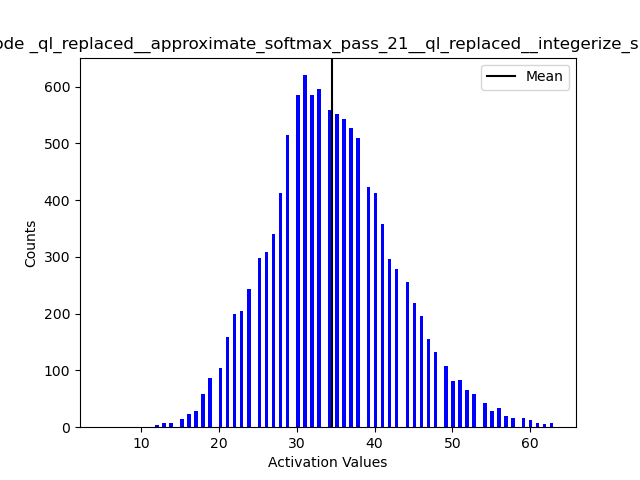 ode _ql_replaced__approximate_softmax_pass_21__ql_replaced__integerize_s
Mean
600
500
400
300
200
100
0
10 20 30 40 50 60
Counts
Activation Values